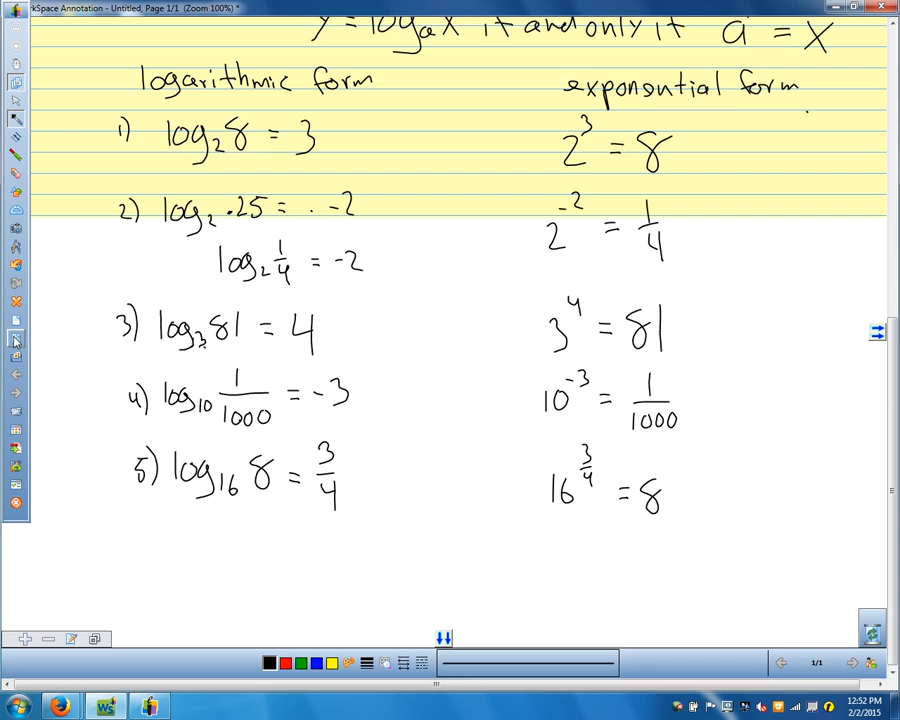 rkSpace Annotation - Untitled, Page 1/1 (Zoom 100%) *
y = logₐx if and only if a = x
logarithmic form exponential form
1) log₂8 = 3 2³ = 8
2) log₂ .25 = . -2 2⁻² = 1/4
log₂ 1/4 = -2
3) log₃81 = 4 3⁴ = 81
4) log₁₀ 1/1000 = -3 10⁻³ = 1/1000
5) log₁₆ 8 = 3/4 16^(3/4) = 8
1/1
12:52 PM
2/2/2015